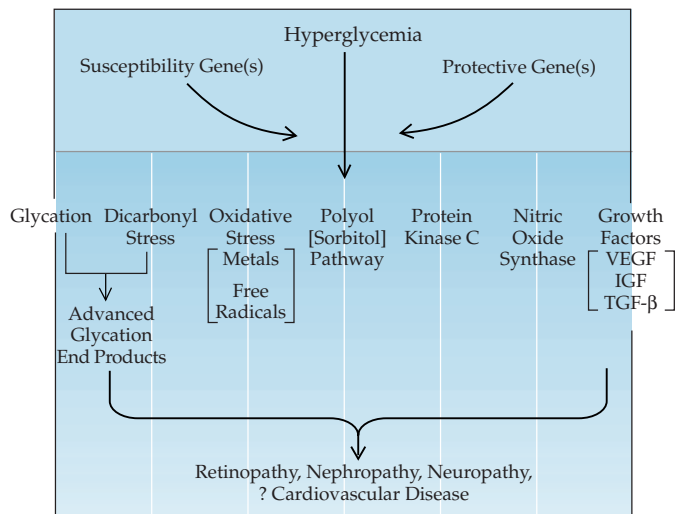 Hyperglycemia
Susceptibility Gene(s)
Protective Gene(s)
Glycation
Dicarbonyl
Stress
Oxidative
Stress
Metals
Free
Radicals
Polyol
[Sorbitol]
Pathway
Protein
Kinase C
Nitric
Oxide
Synthase
Growth
Factors
VEGF
IGF
TGF-β
Advanced
Glycation
End Products
Retinopathy, Nephropathy, Neuropathy,
? Cardiovascular Disease